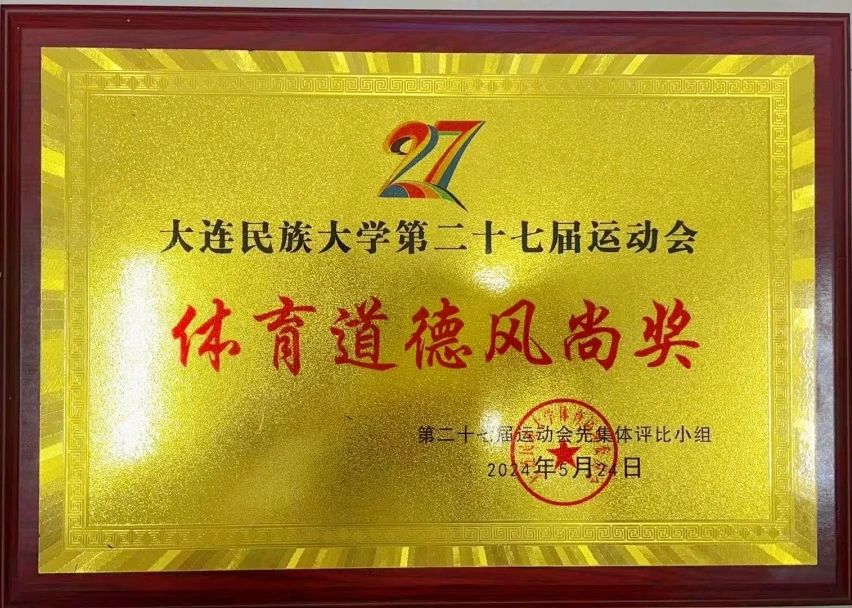 27
大连民族大学第二十七届运动会
体育道德风尚奖
第二十七届运动会先集体评比小组
2024年5月24日